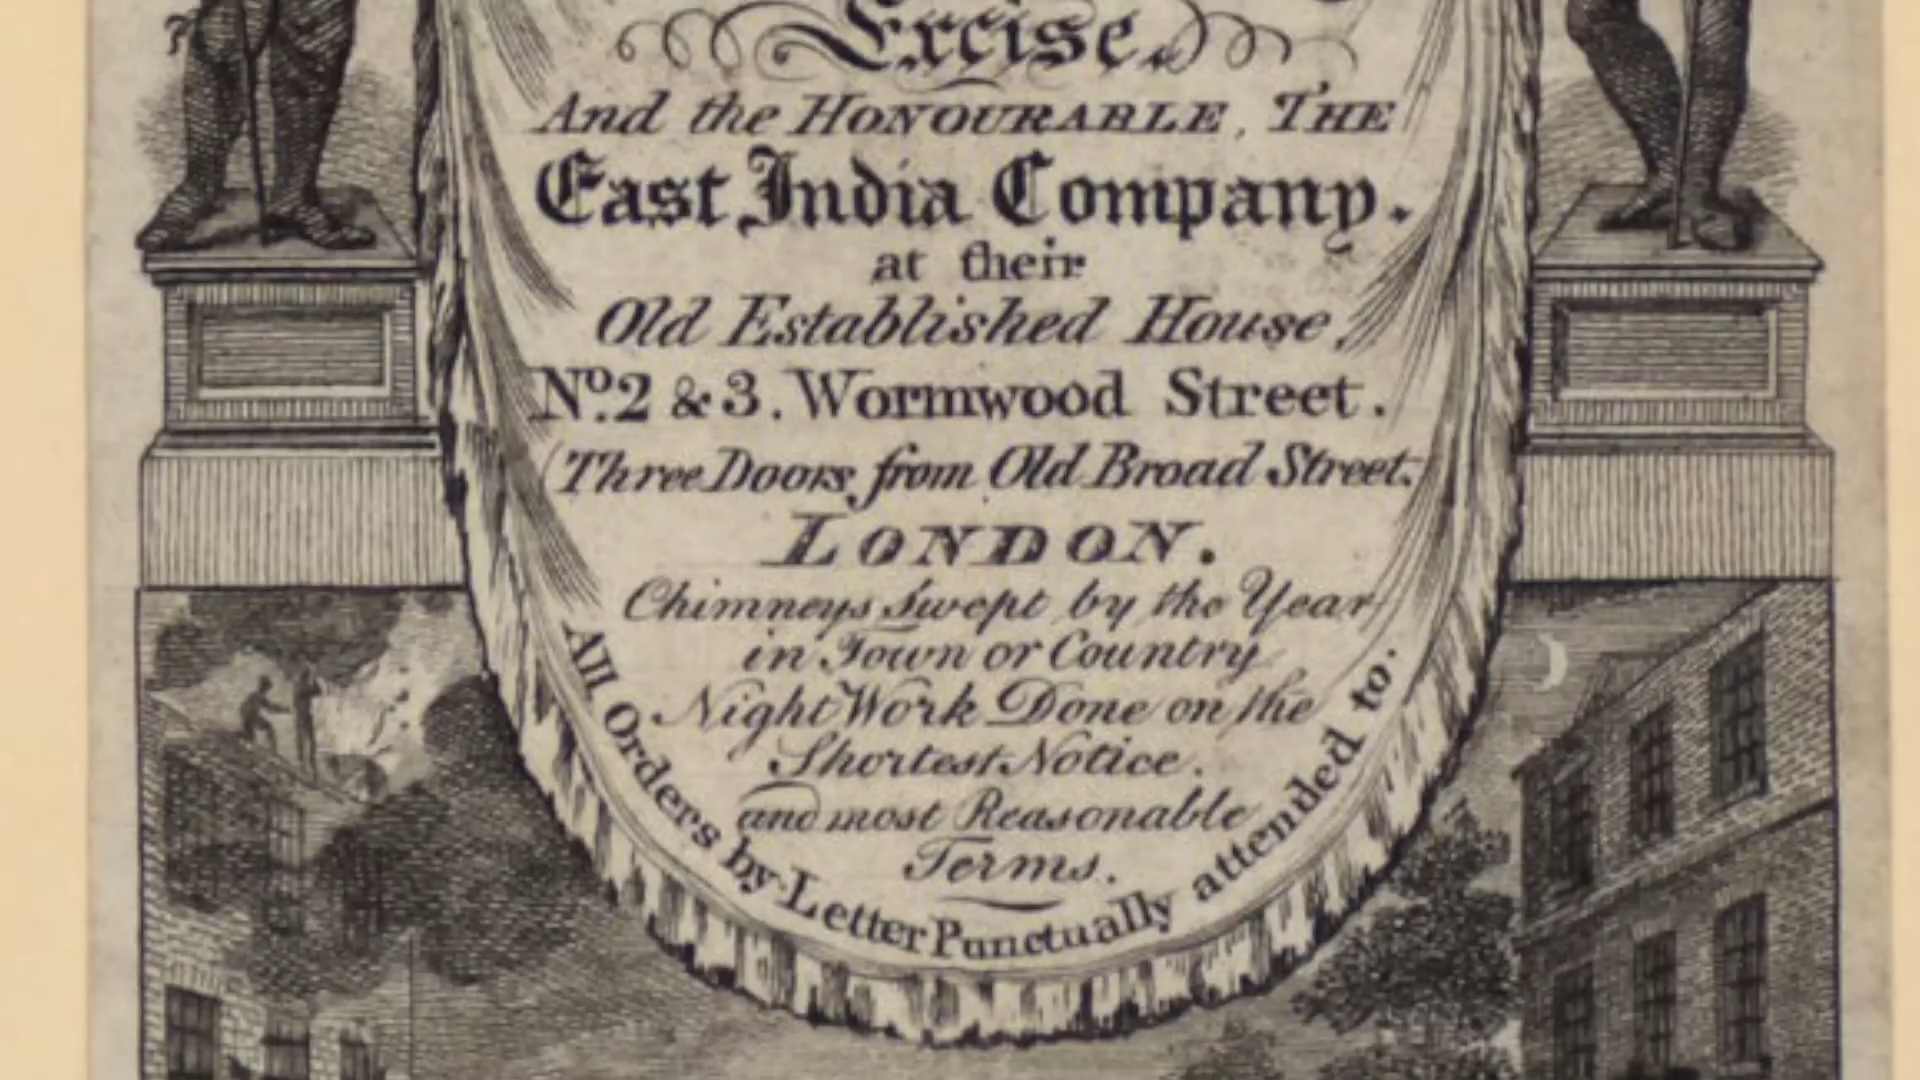 Excise.
And the HONOURABLE, THE
East India Company.
at their
Old Established House,
No. 2 & 3. Wormwood Street.
(Three Doors from Old Broad Street.
LONDON.
Chimneys Swept by the Year
in Town or Country
Night Work Done on the
Shortest Notice.
and most Reasonable
Terms.
All Orders by Letter Punctually attended to.